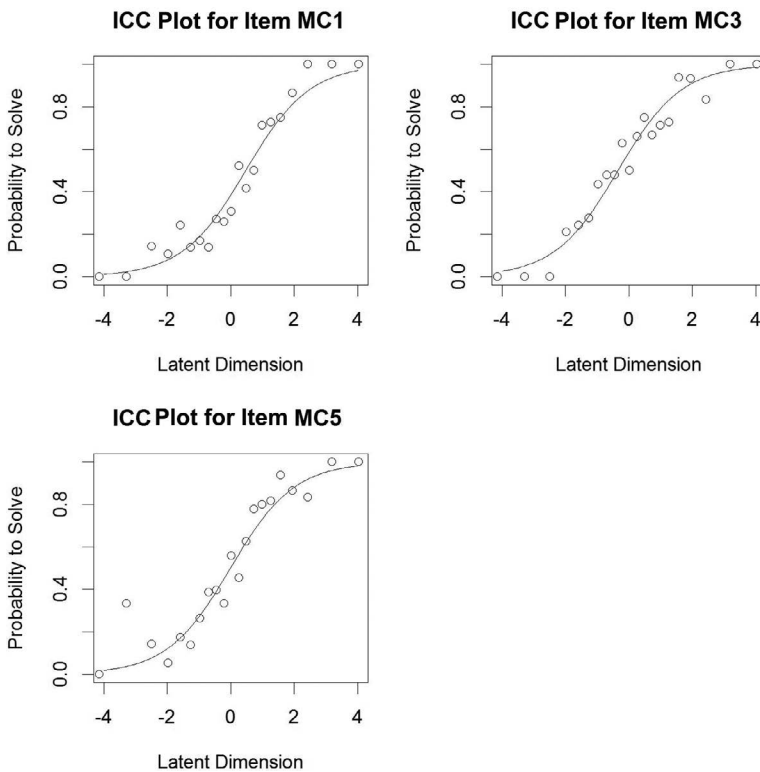 ICC Plot for Item MC1
Probability to Solve
0.8
0.4
0.0
-4 -2 0 2 4
Latent Dimension
ICC Plot for Item MC3
Probability to Solve
0.8
0.4
0.0
-4 -2 0 2 4
Latent Dimension
ICC Plot for Item MC5
Probability to Solve
0.8
0.4
0.0
-4 -2 0 2 4
Latent Dimension